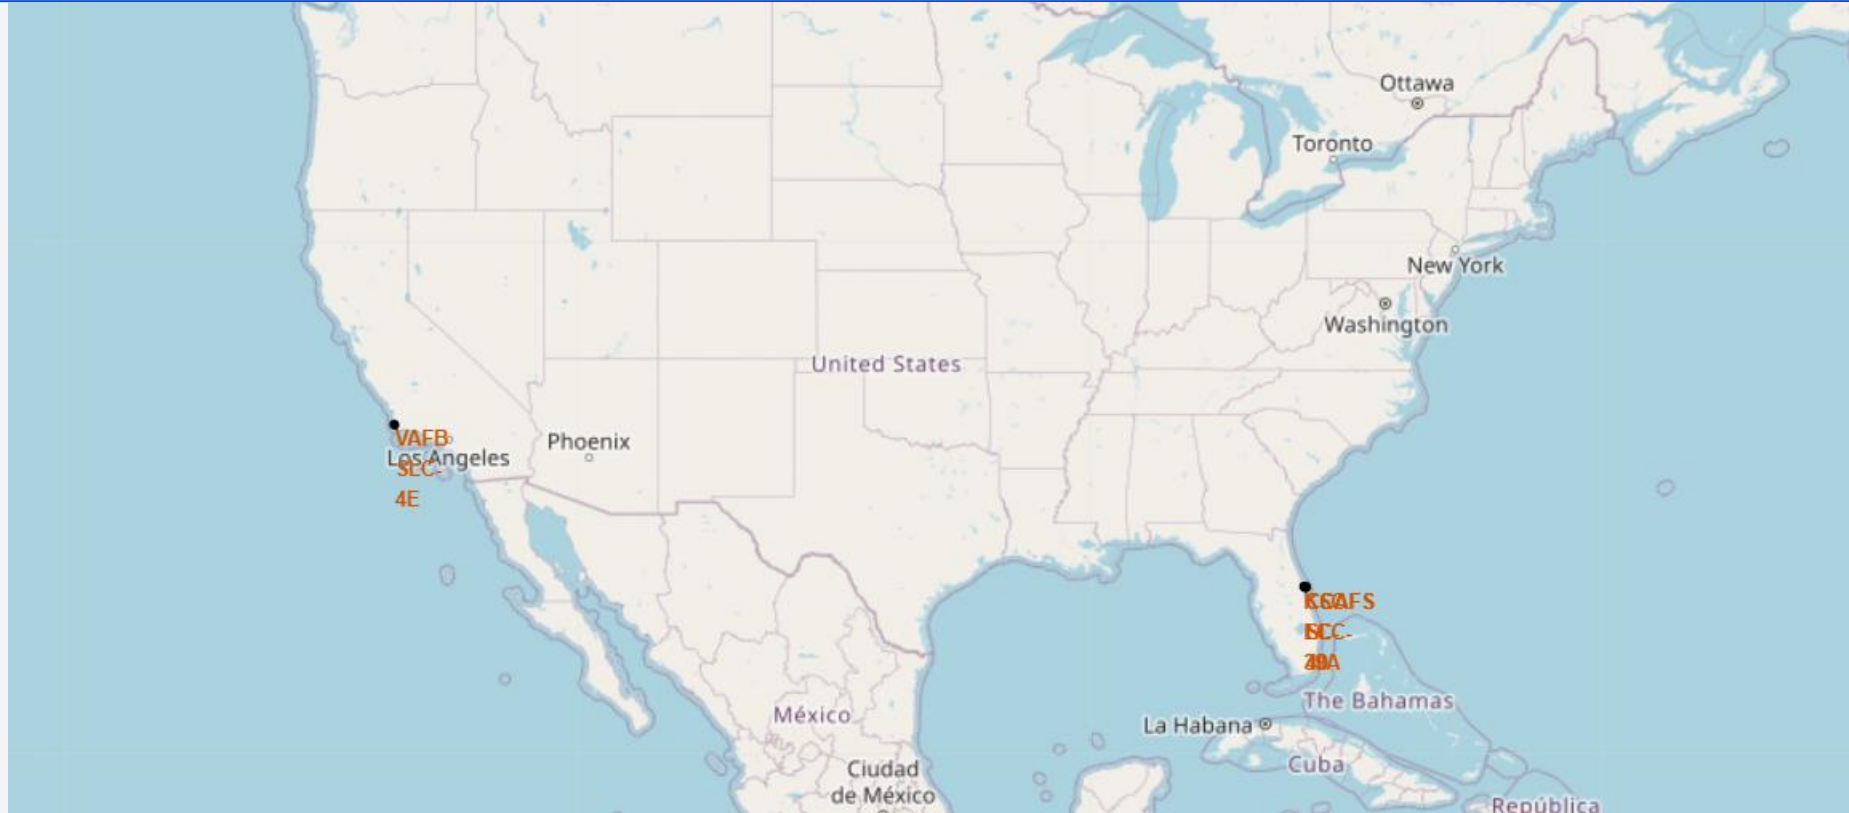 Ottawa
Toronto
New York
Washington
United States
VAFB
Los Angeles
SLC-
4E
Phoenix
México
Ciudad
de México
La Habana
The Bahamas
Cuba
República